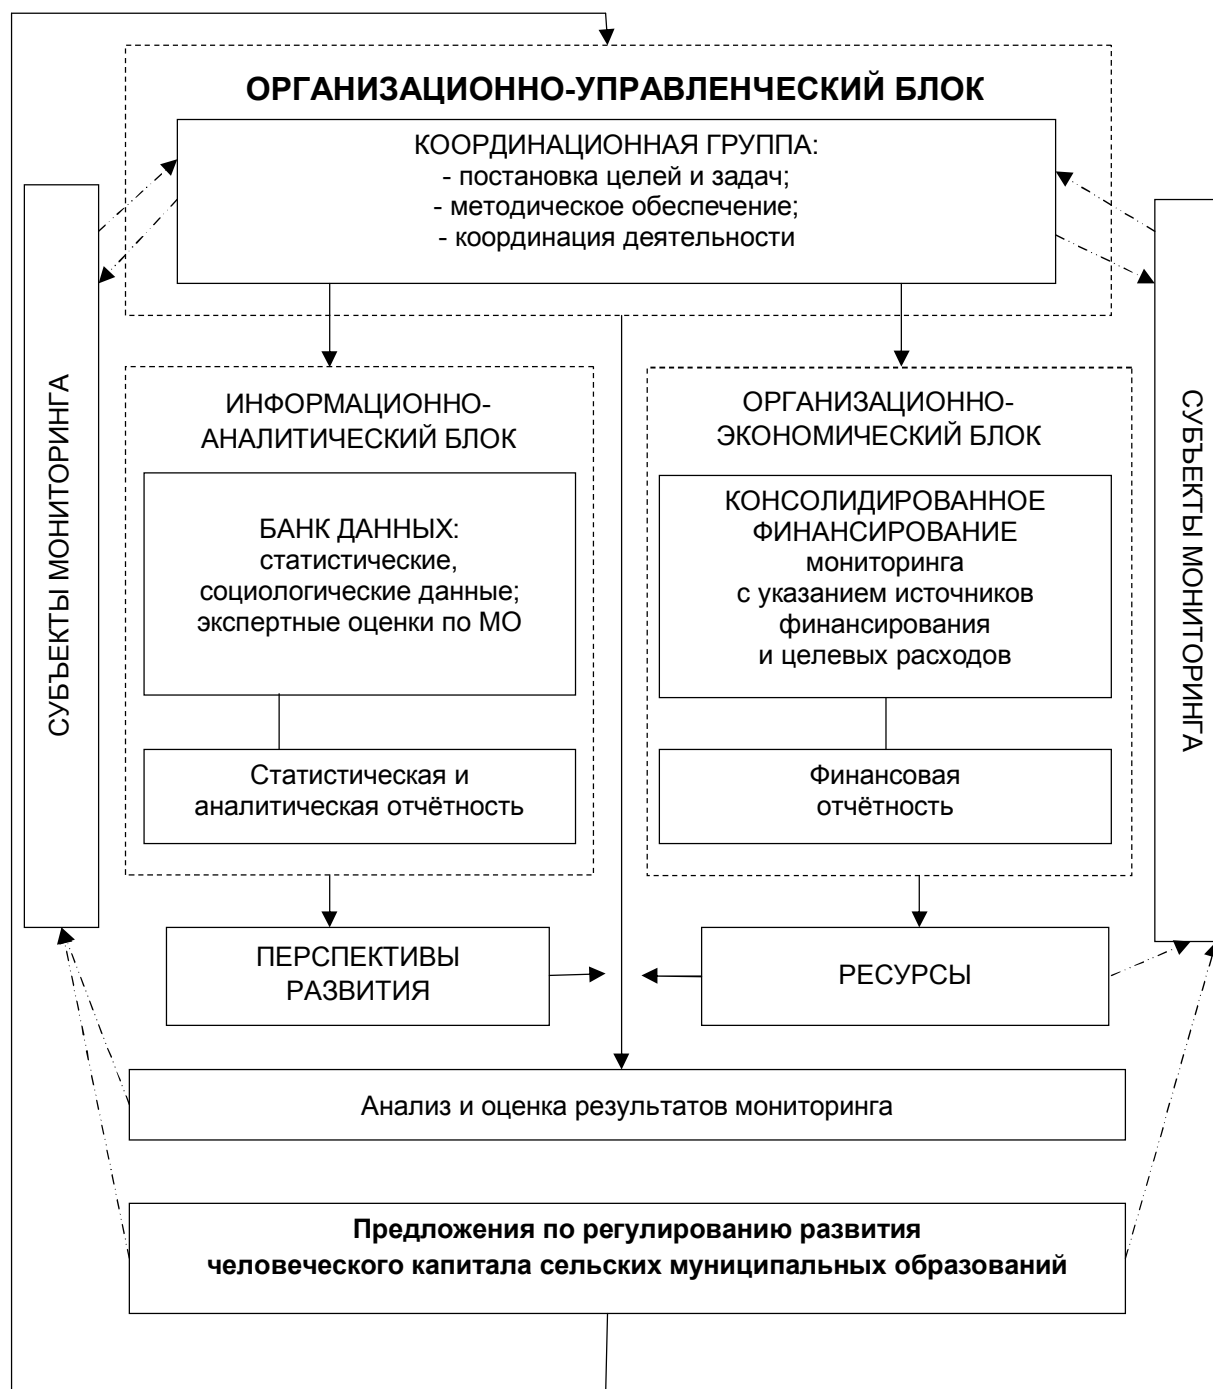 ОРГАНИЗАЦИОННО-УПРАВЛЕНЧЕСКИЙ БЛОК
КООРДИНАЦИОННАЯ ГРУППА:
- постановка целей и задач;
- методическое обеспечение;
- координация деятельности
СУБЪЕКТЫ МОНИТОРИНГА
ИНФОРМАЦИОННО-
АНАЛИТИЧЕСКИЙ БЛОК
БАНК ДАННЫХ:
статистические,
социологические данные;
экспертные оценки по МО
Статистическая и
аналитическая отчётность
ОРГАНИЗАЦИОННО-
ЭКОНОМИЧЕСКИЙ БЛОК
КОНСОЛИДИРОВАННОЕ
ФИНАНСИРОВАНИЕ
мониторинга
с указанием источников
финансирования
и целевых расходов
Финансовая
отчётность
СУБЪЕКТЫ МОНИТОРИНГА
ПЕРСПЕКТИВЫ
РАЗВИТИЯ
РЕСУРСЫ
Анализ и оценка результатов мониторинга
Предложения по регулированию развития
человеческого капитала сельских муниципальных образований